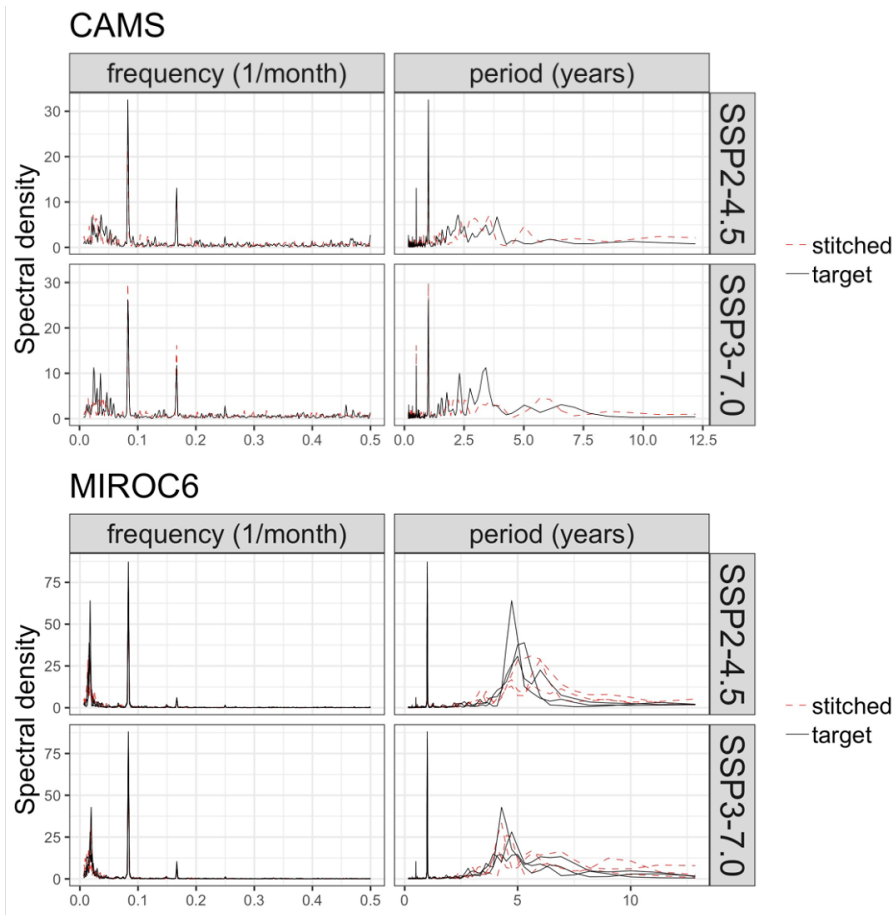 CAMS
frequency (1/month)
period (years)
Spectral density
30
20
10
0
SSP2-4.5
30
20
10
0
SSP3-7.0
0.0 0.1 0.2 0.3 0.4 0.5
0.0 2.5 5.0 7.5 10.0 12.5
stitched
target
MIROC6
frequency (1/month)
period (years)
Spectral density
75
50
25
0
SSP2-4.5
75
50
25
0
SSP3-7.0
0.0 0.1 0.2 0.3 0.4 0.5
0 5 10
stitched
target